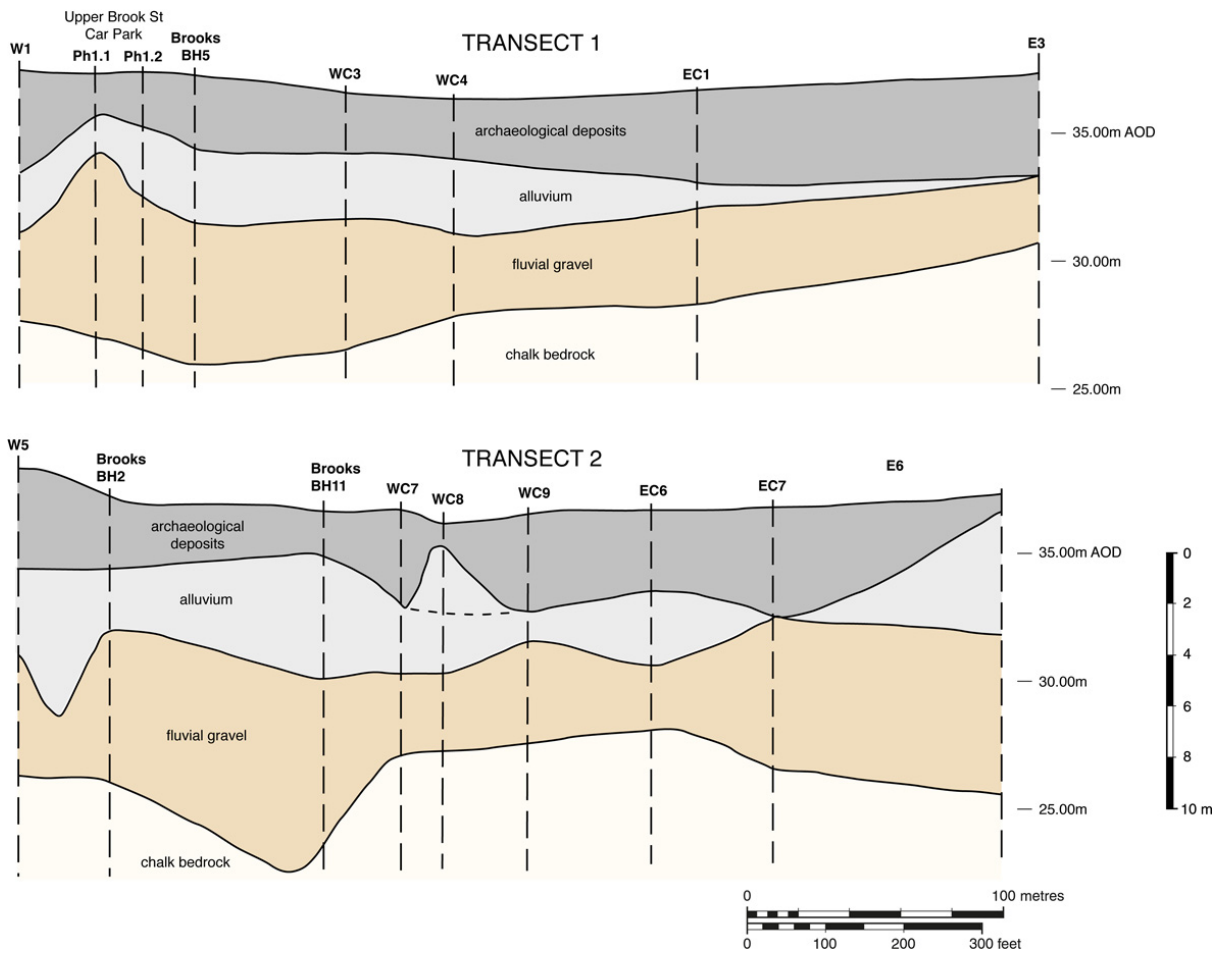 Upper Brook St
Car Park
W1
Ph1.1
Ph1.2
Brooks
BH5
WC3
WC4
TRANSECT 1
EC1
E3
archaeological deposits
35.00m AOD
alluvium
fluvial gravel
30.00m
chalk bedrock
25.00m
W5
Brooks
BH2
Brooks
BH11
WC7
WC8
TRANSECT 2
WC9
EC6
EC7
E6
archaeological
deposits
35.00m AOD
alluvium
30.00m
fluvial gravel
25.00m
chalk bedrock
0
2
4
6
8
10 m
0 100 metres
0 100 200 300 feet